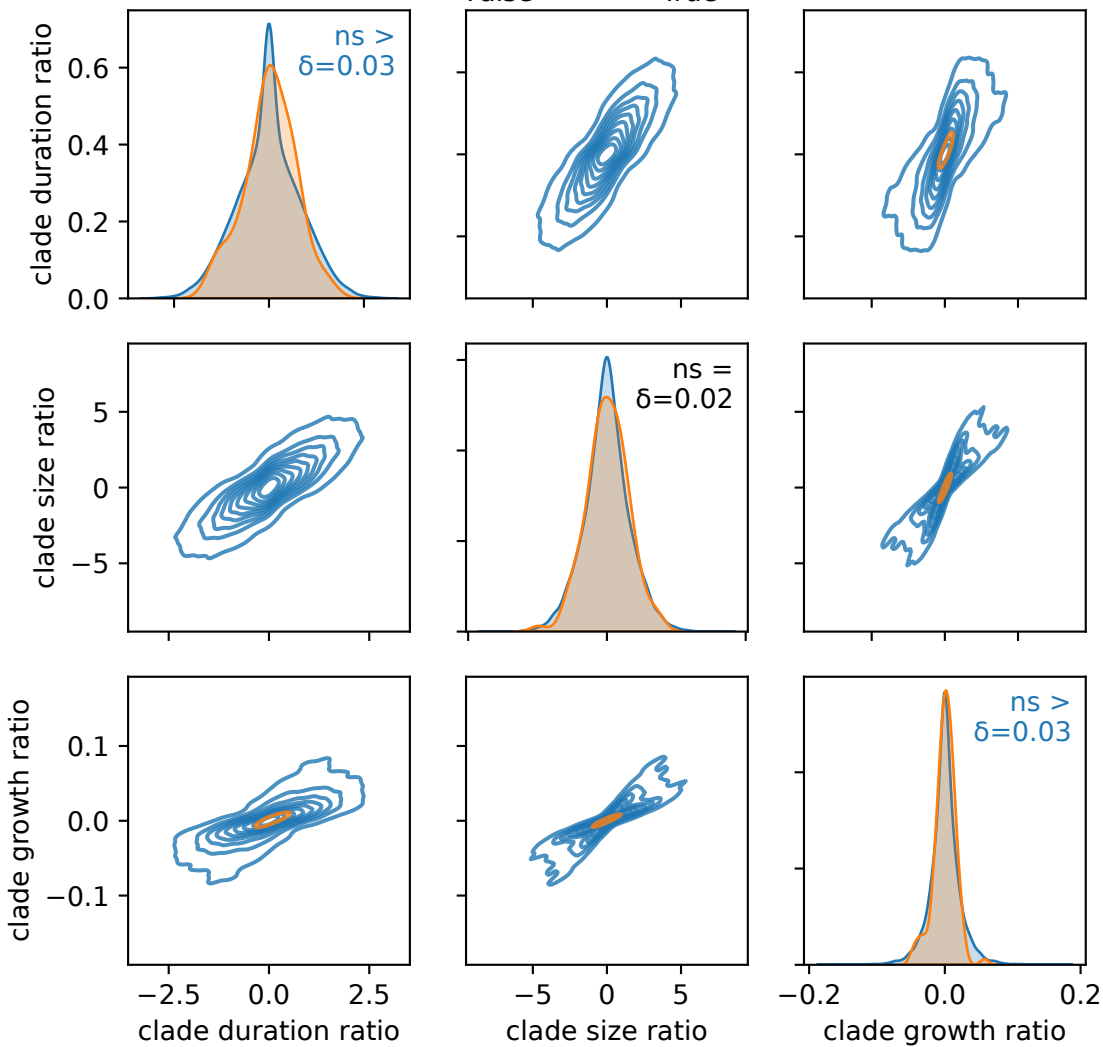 clade duration ratio
0.6
0.4
0.2
0.0
ns >
δ=0.03
clade size ratio
5
0
−5
ns =
δ=0.02
−5
0
5
clade growth ratio
0.1
0.0
−0.1
ns >
δ=0.03
−2.5
0.0
2.5
−5
0
5
−0.2
0.0
0.2
clade duration ratio
clade size ratio
clade growth ratio